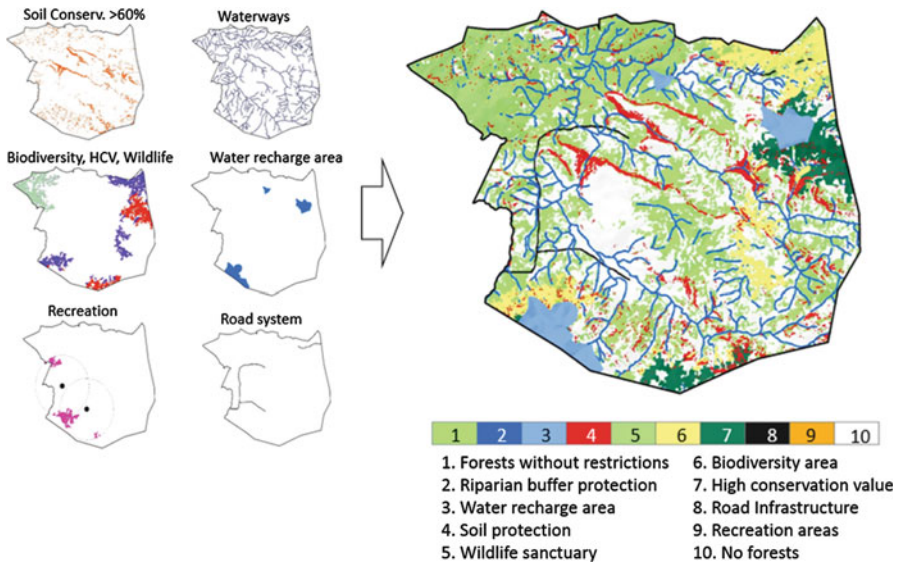 Soil Conserv. >60%
Waterways
Biodiversity, HCV, Wildlife
Water recharge area
Recreation
Road system
1 2 3 4 5 6 7 8 9 10
1. Forests without restrictions
2. Riparian buffer protection
3. Water recharge area
4. Soil protection
5. Wildlife sanctuary
6. Biodiversity area
7. High conservation value
8. Road Infrastructure
9. Recreation areas
10. No forests